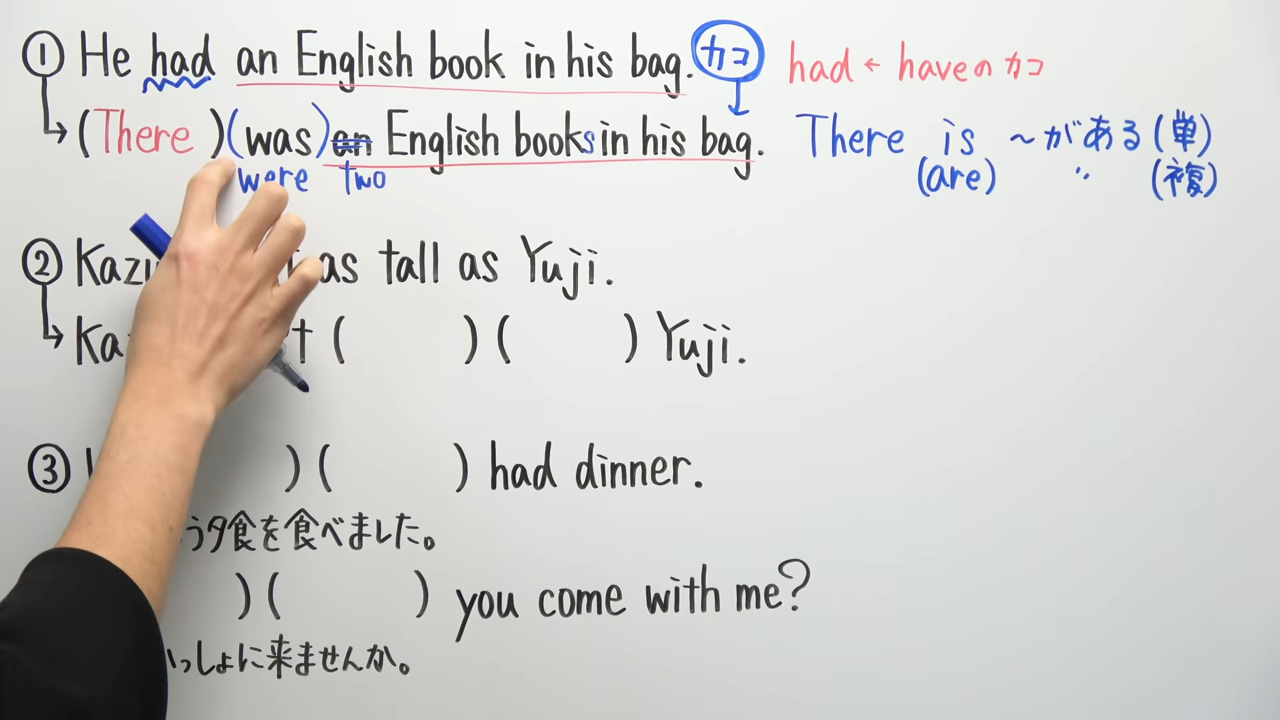 ① He had an English book in his bag. カコ had ← haveのカコ
(There)(was) an English books in his bag. There is ~がある(単)
were two (are) 〃 (複)
② as tall as Yuji.
( )( ) Yuji.
③ )( ) had dinner.
う夕食を食べました。
)( ) you come with me?
いっしょに来ませんか。